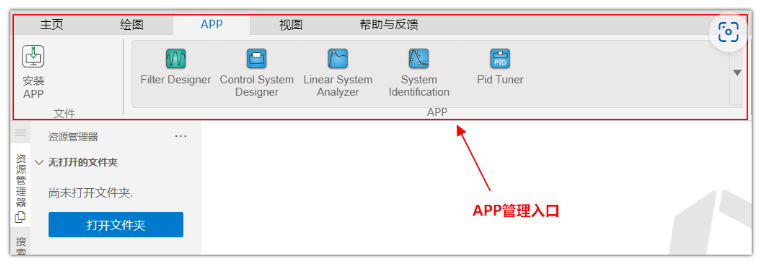 主页 绘图 APP 视图 帮助与反馈
安装
APP
文件
Filter Designer
Control System
Designer
Linear System
Analyzer
System
Identification
PID
Pid Tuner
APP
资源管理器 ...
无打开的文件夹
尚未打开文件夹.
打开文件夹
资源管理器
搜索
APP管理入口